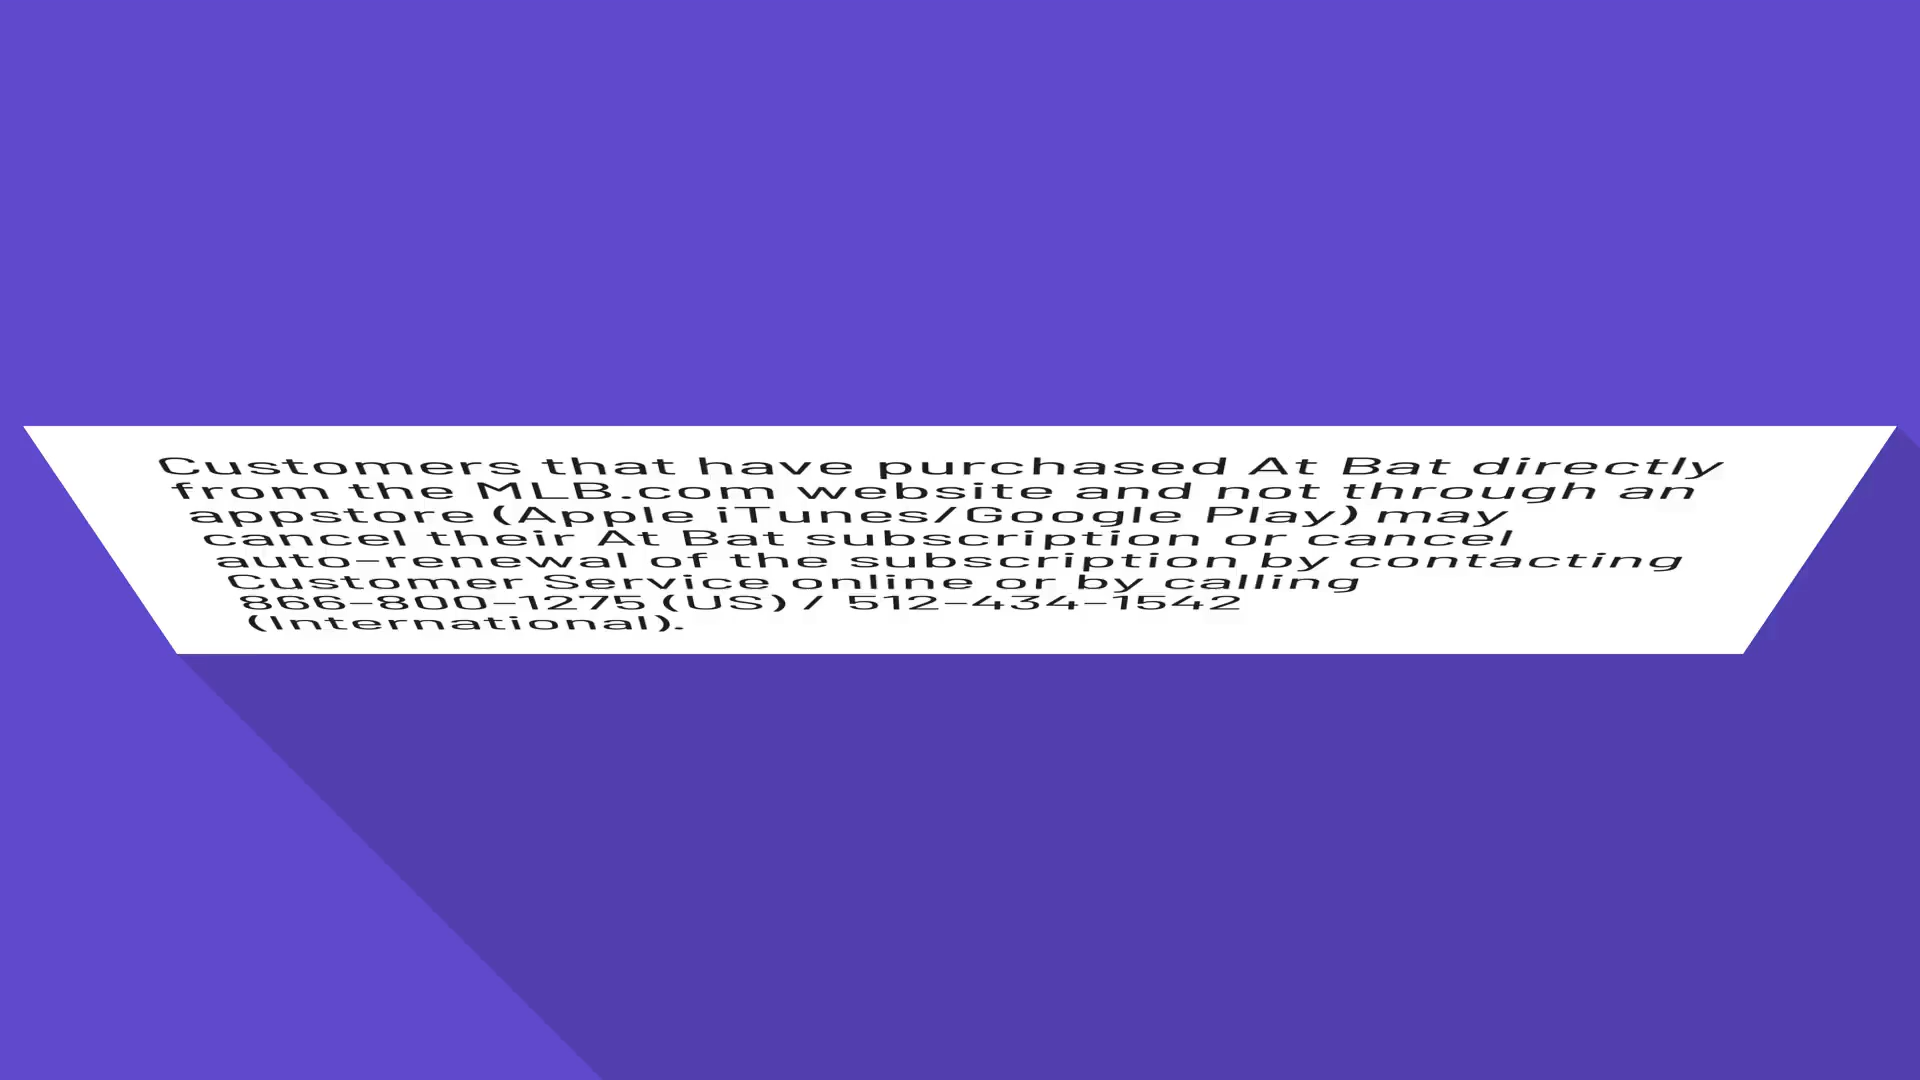 Customers that have purchased At Bat directly
from the MLB.com website and not through an
appstore (Apple iTunes/Google Play) may
cancel their At Bat subscription or cancel
auto-renewal of the subscription by contacting
Customer Service online or by calling
866-800-1275 (US) / 512-434-1542
(International).